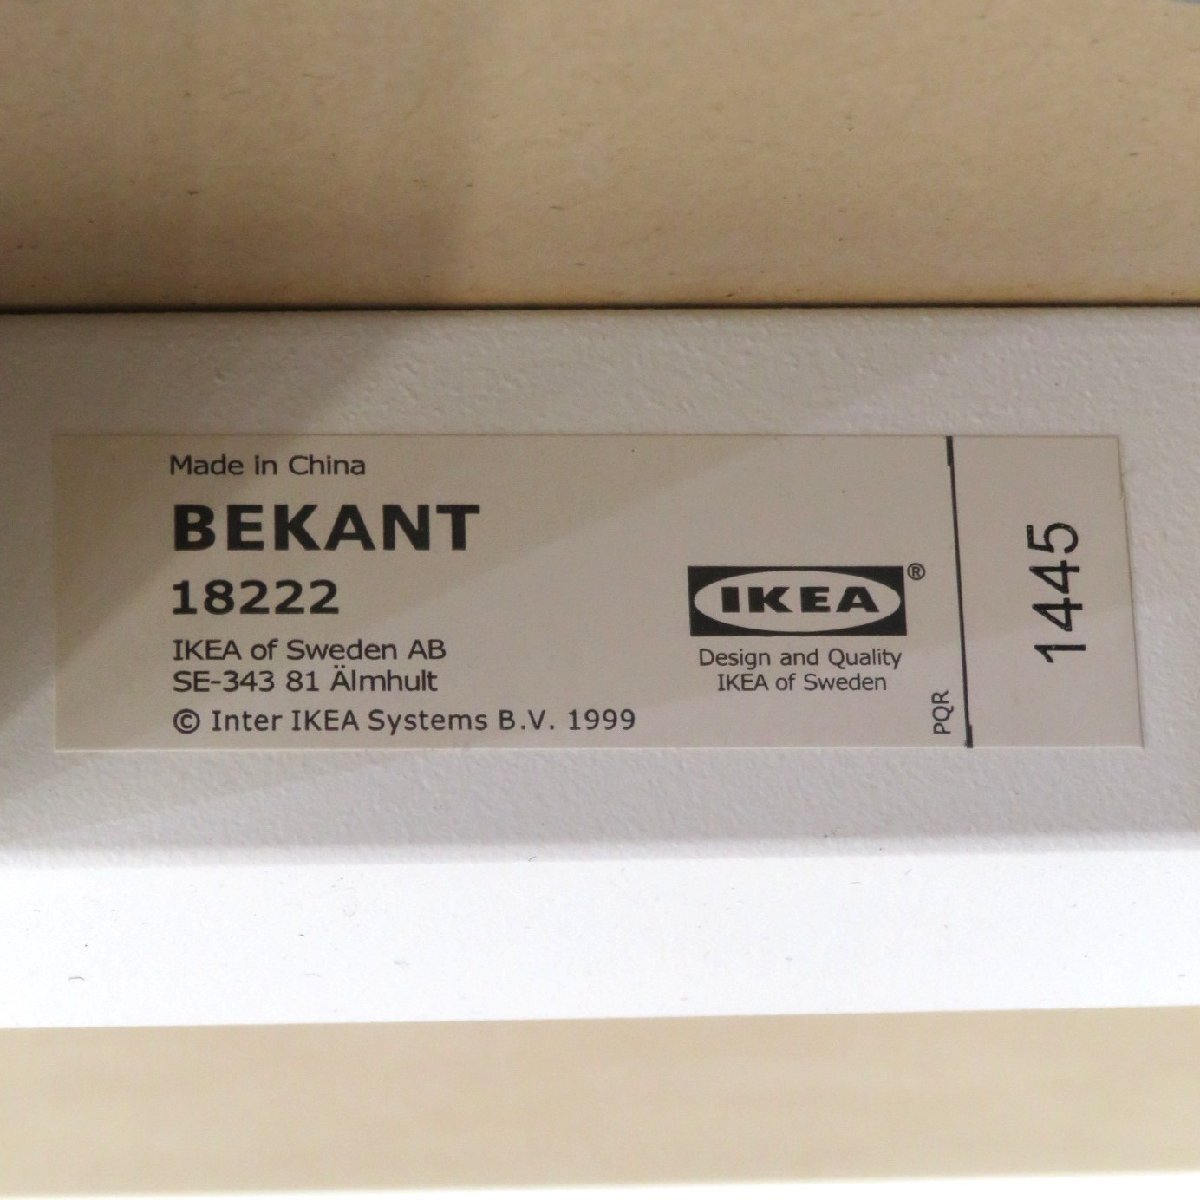 Made in China
BEKANT
18222
IKEA of Sweden AB
SE-343 81 Älmhult
© Inter IKEA Systems B.V. 1999
IKEA®
Design and Quality
IKEA of Sweden
PQR
1445